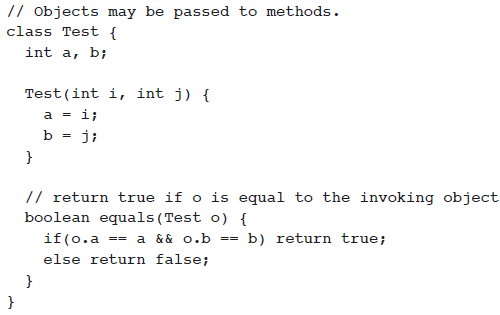 // Objects may be passed to methods.
class Test {
  int a, b;

  Test(int i, int j) {
    a = i;
    b = j;
  }

  // return true if o is equal to the invoking object
  boolean equals(Test o) {
    if(o.a == a && o.b == b) return true;
    else return false;
  }
}